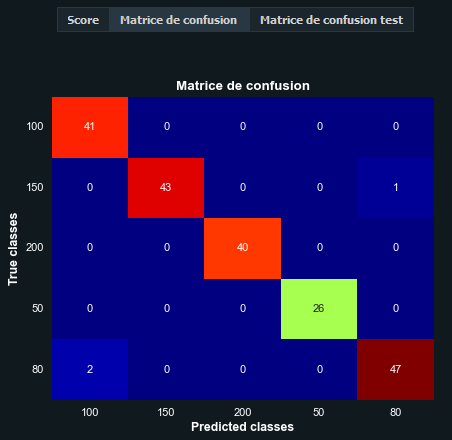 Score Matrice de confusion Matrice de confusion test
Matrice de confusion
100 41 0 0 0 0
150 0 43 0 0 1
200 0 0 40 0 0
50 0 0 0 26 0
80 2 0 0 0 47
True classes
100 150 200 50 80
Predicted classes